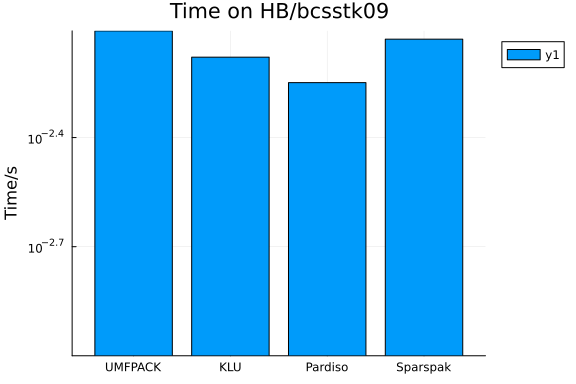 Time on HB/bcsstk09
y1
10^-2.4
10^-2.7
Time/s
UMFPACK KLU Pardiso Sparspak